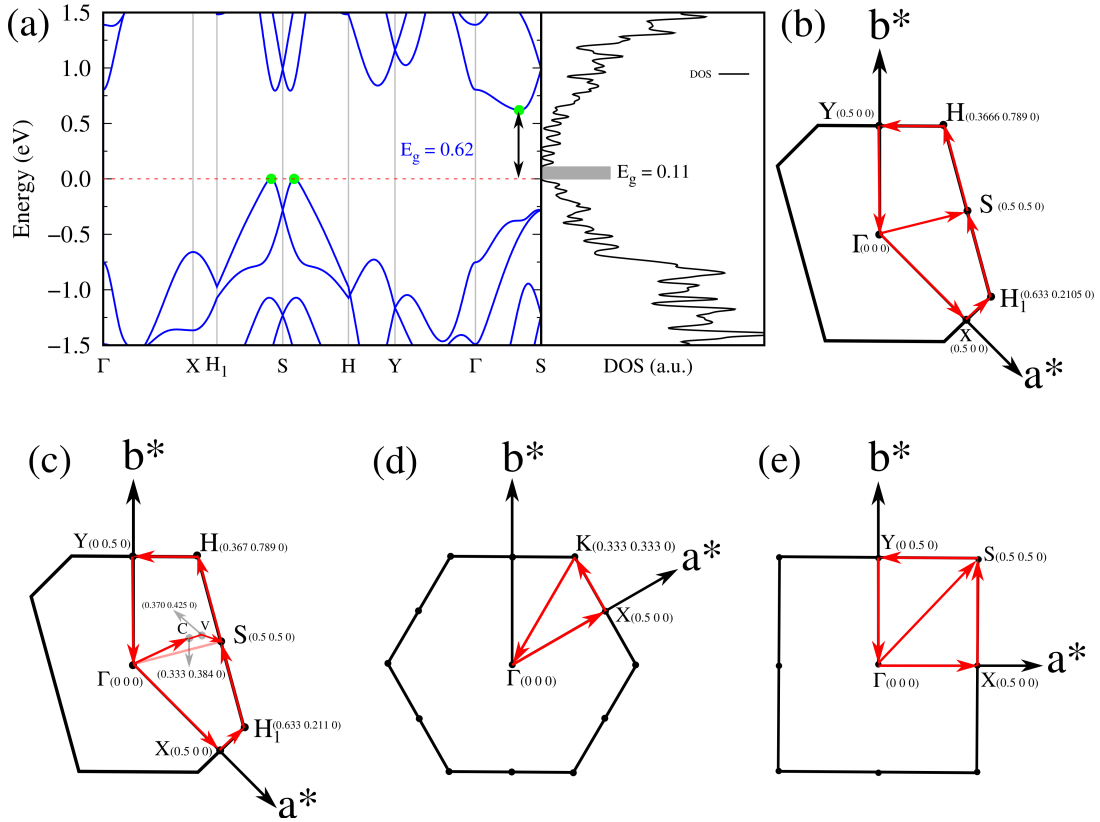 (a)
1.5
1.0
0.5
0.0
−0.5
−1.0
−1.5
Energy (eV)
E_g = 0.62
Γ X H_1 S H Y Γ S
DOS
E_g = 0.11
DOS (a.u.)
(b)
b*
Y(0.5 0 0)
H(0.3666 0.789 0)
S (0.5 0.5 0)
Γ(0 0 0)
H_1(0.633 0.2105 0)
X
(0.5 0 0)
a*
(c)
b*
Y(0 0.5 0)
H(0.367 0.789 0)
(0.370 0.425 0)
C V
S(0.5 0.5 0)
Γ(0 0 0)
(0.333 0.384 0)
H_1(0.633 0.211 0)
X(0.5 0 0)
a*
(d)
b*
K(0.333 0.333 0)
a*
X(0.5 0 0)
Γ(0 0 0)
(e)
b*
Y(0 0.5 0)
S(0.5 0.5 0)
a*
Γ(0 0 0)
X(0.5 0 0)